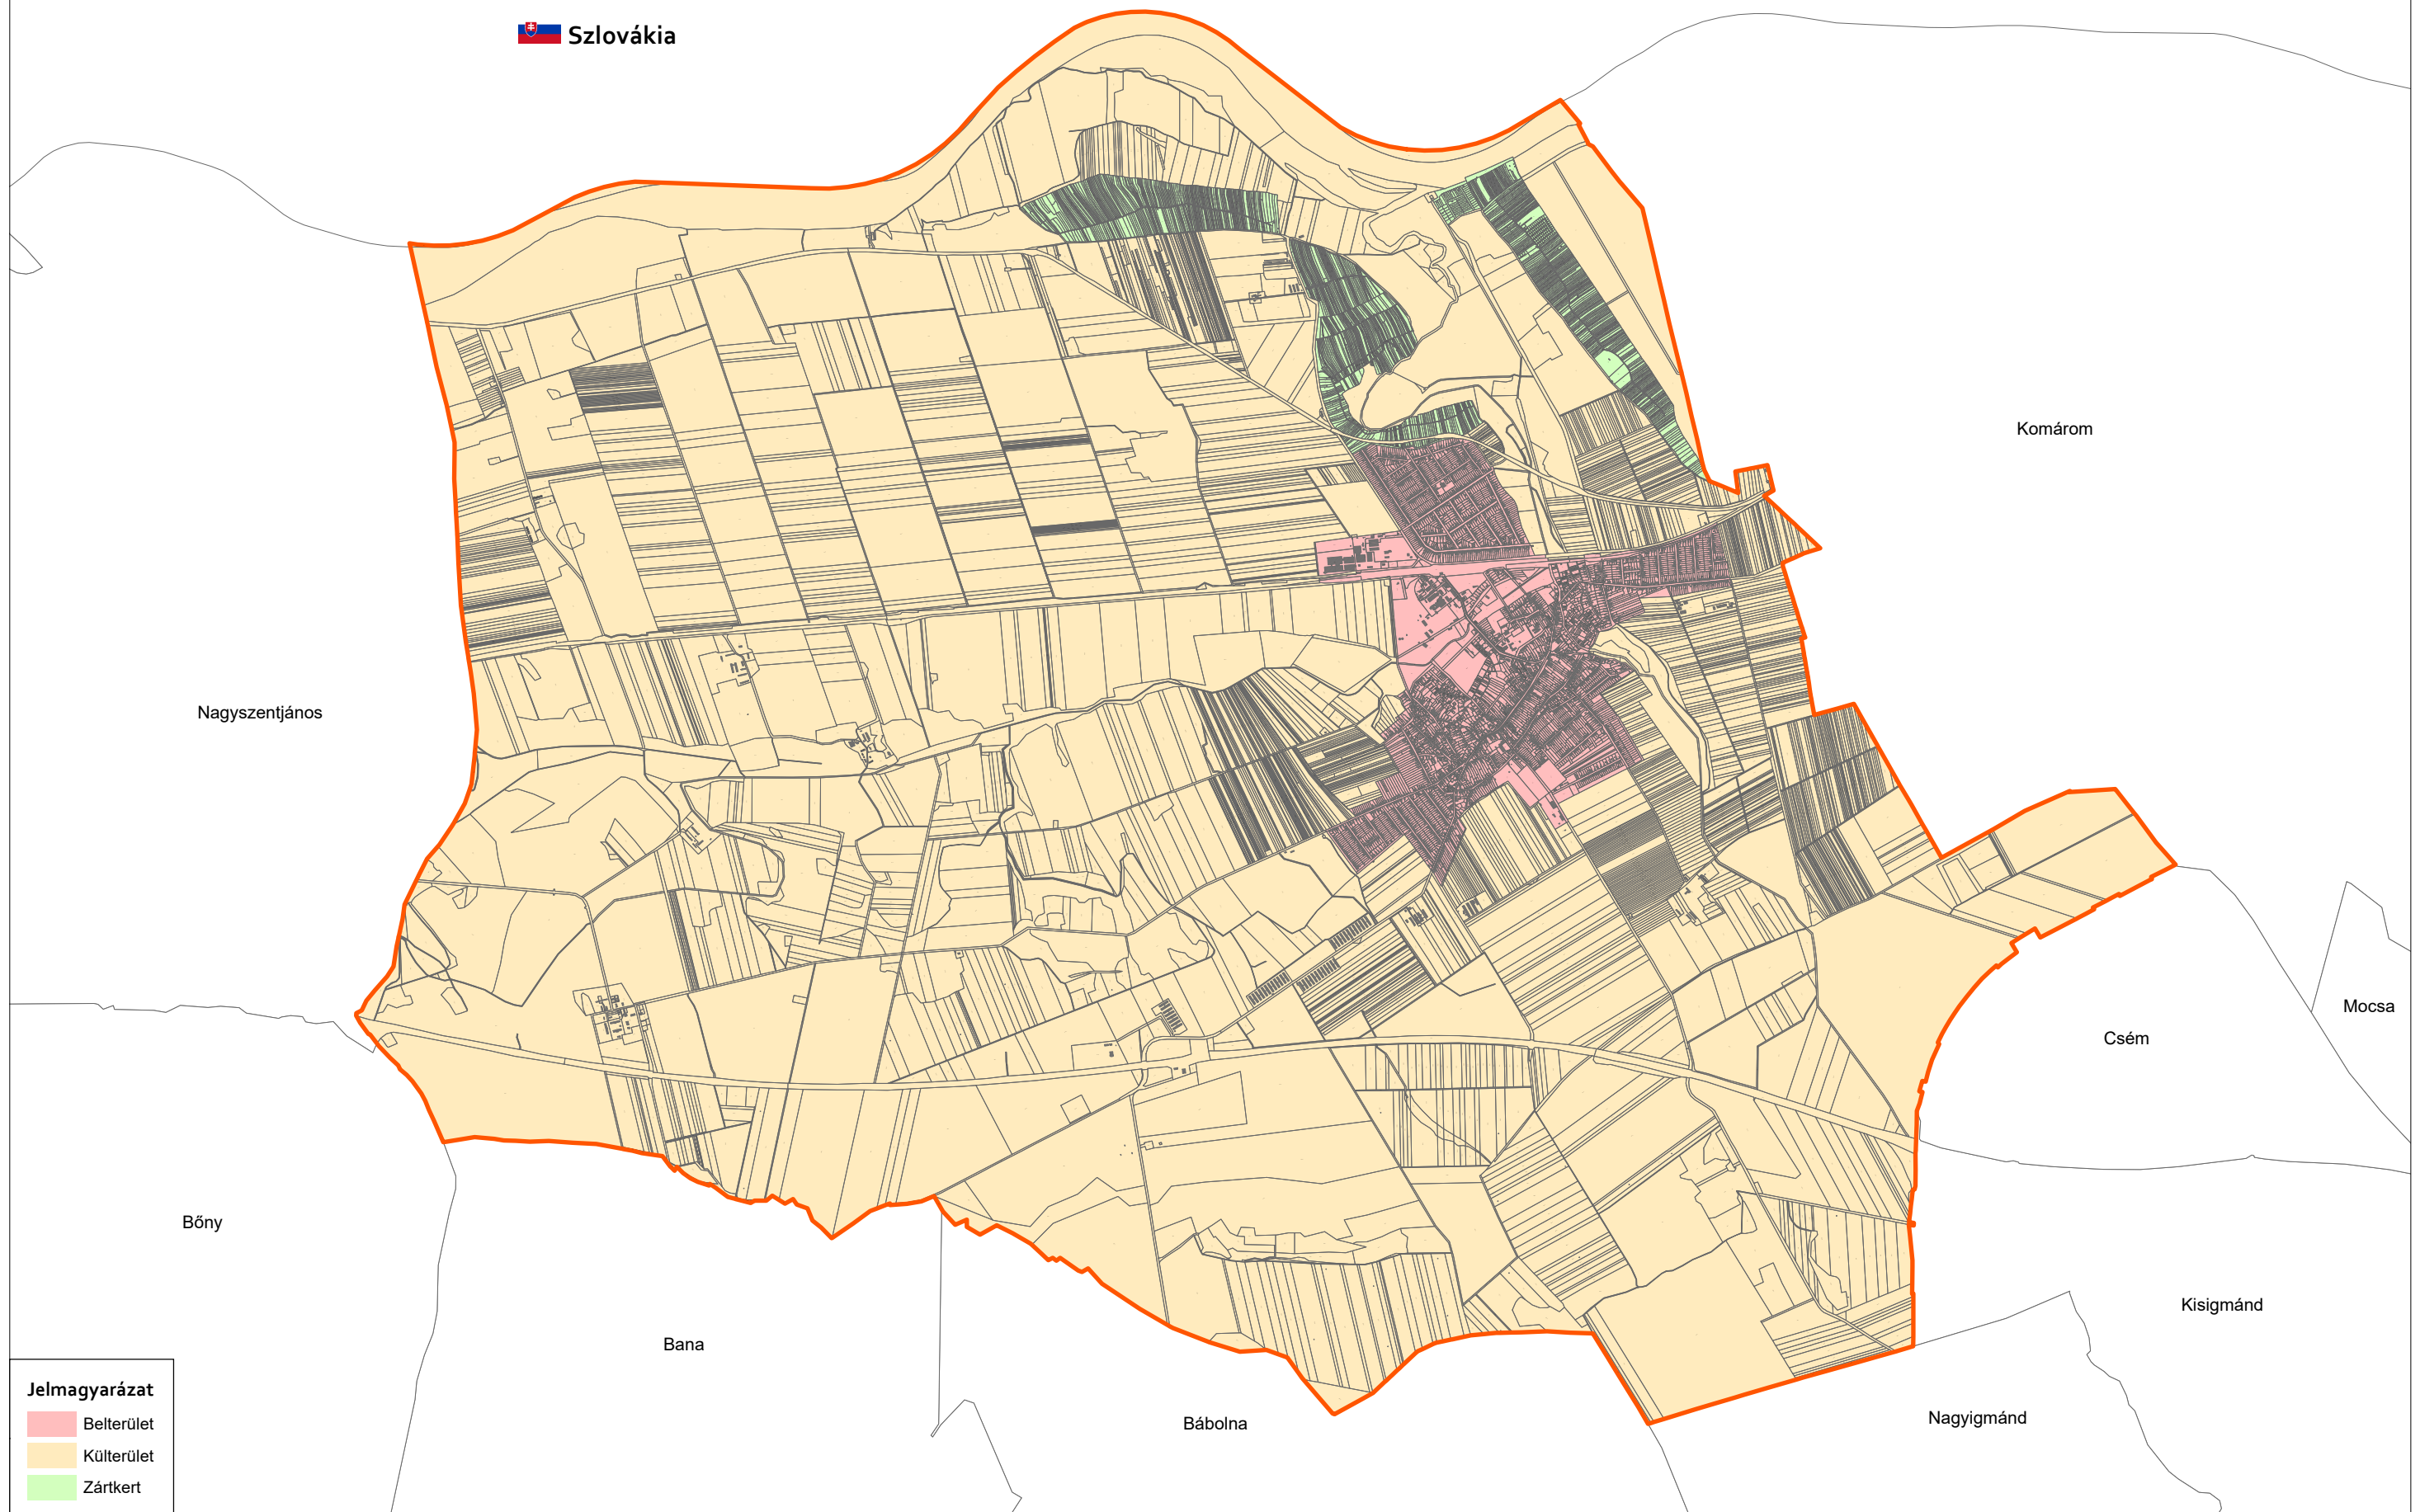 Szlovákia
Komárom
Nagyszentjános
Mocsa
Csém
Bőny
Kisigmánd
Bana
Nagyigmánd
Bábolna
Jelmagyarázat
Belterület
Külterület
Zártkert